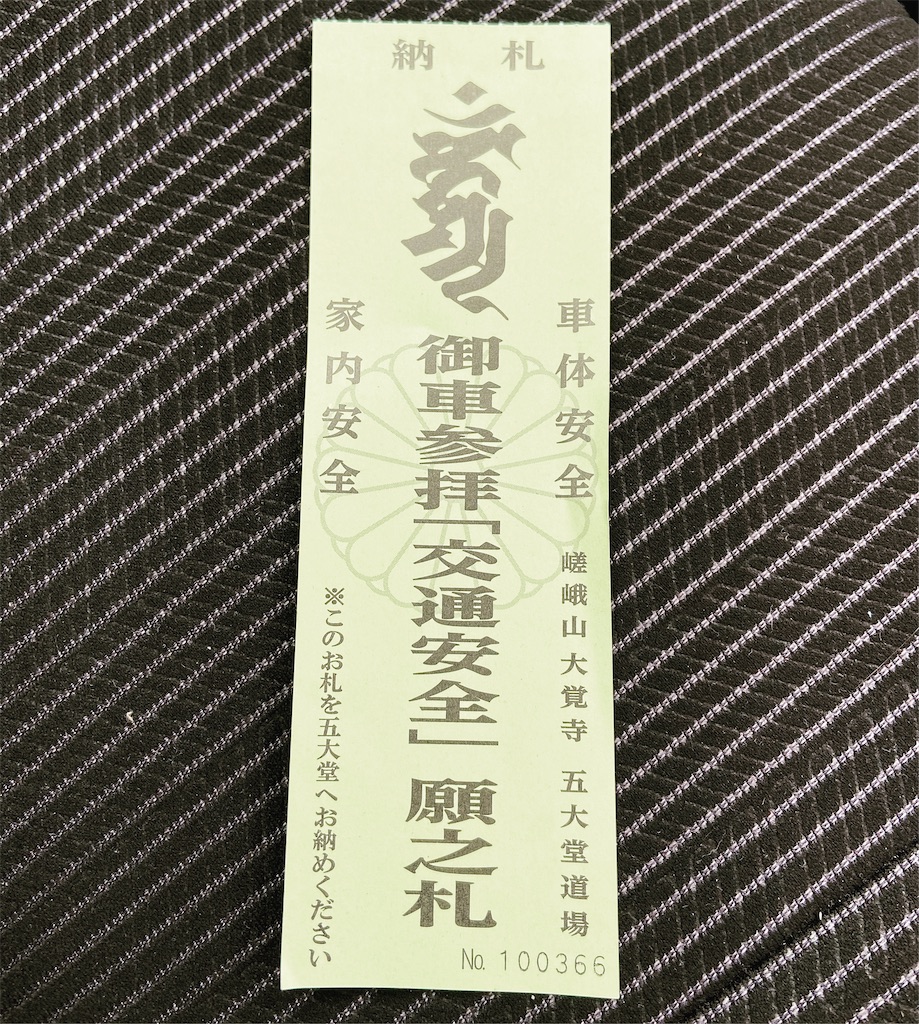 納札
車体安全
嵯峨山大覚寺 五大堂道場
御車参拝「交通安全」願之札
家内安全
※このお札を五大堂へお納めください
No. 100366